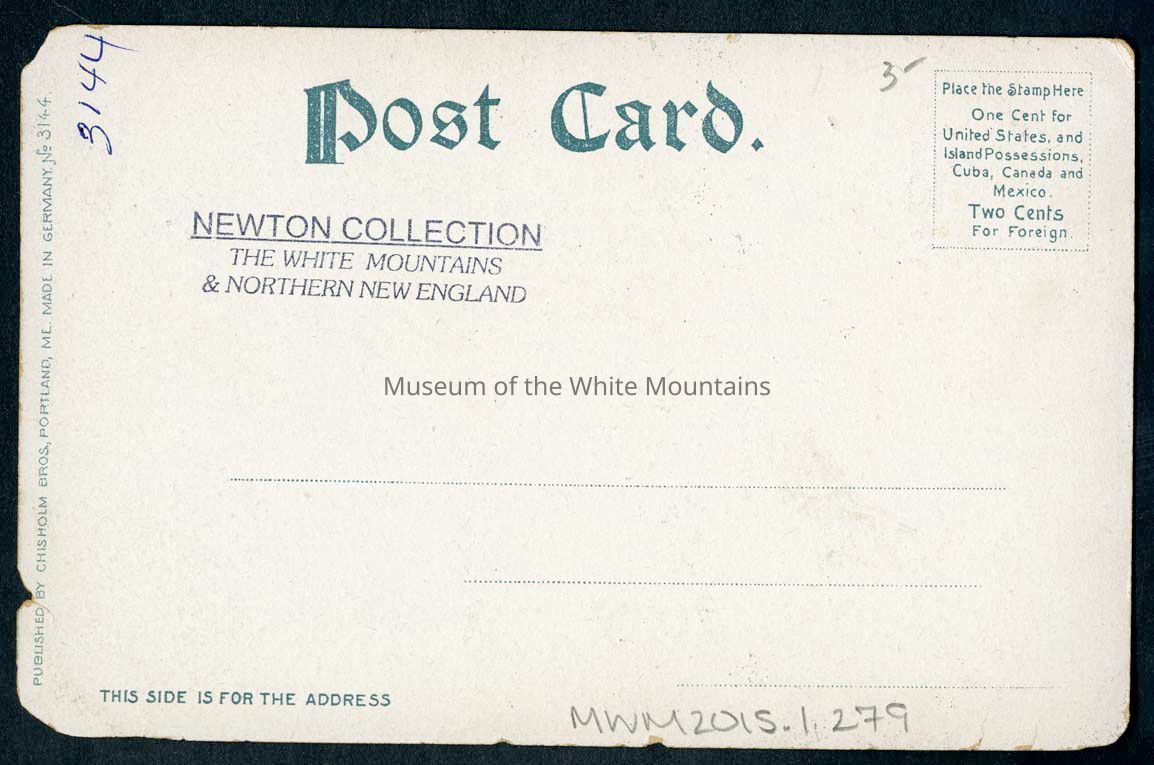 3144
Post Card.
3-
Place the Stamp Here
One Cent for
United States, and
Island Possessions,
Cuba, Canada and
Mexico.
Two Cents
For Foreign.
NEWTON COLLECTION
THE WHITE MOUNTAINS
& NORTHERN NEW ENGLAND
Museum of the White Mountains
PUBLISHED BY CHISHOLM BROS., PORTLAND, ME. MADE IN GERMANY. No 3144.
THIS SIDE IS FOR THE ADDRESS
MWM2015.1.279